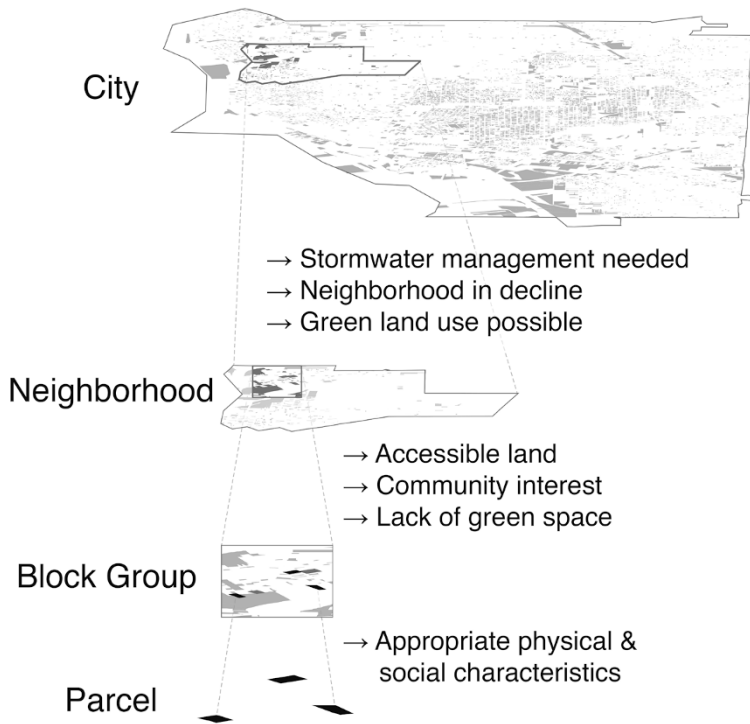 City
→ Stormwater management needed
→ Neighborhood in decline
→ Green land use possible
Neighborhood
→ Accessible land
→ Community interest
→ Lack of green space
Block Group
→ Appropriate physical &
social characteristics
Parcel